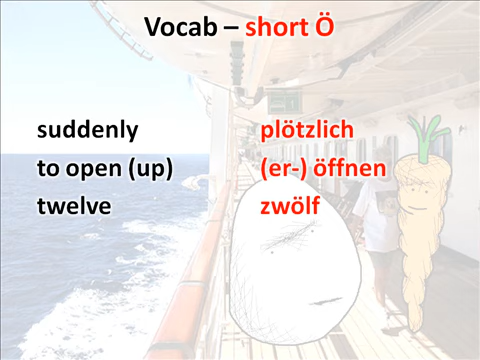 Vocab – short Ö
suddenly plötzlich
to open (up) (er-) öffnen
twelve zwölf